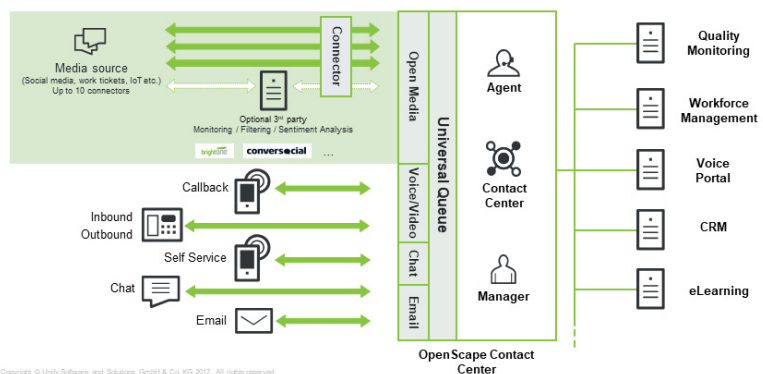 Media source
(Social media, work tickets, IoT etc.)
Up to 10 connectors
Connector
Optional 3rd party
Monitoring / Filtering / Sentiment Analysis
brightone
conversocial
...
Callback
Inbound
Outbound
Self Service
Chat
Email
Open Media
Voice/Video
Chat
Email
Universal Queue
Agent
Contact
Center
Manager
OpenScape Contact
Center
Quality
Monitoring
Workforce
Management
Voice
Portal
CRM
eLearning
Copyright © Unify Software and Solutions GmbH & Co. KG 2017. All rights reserved.